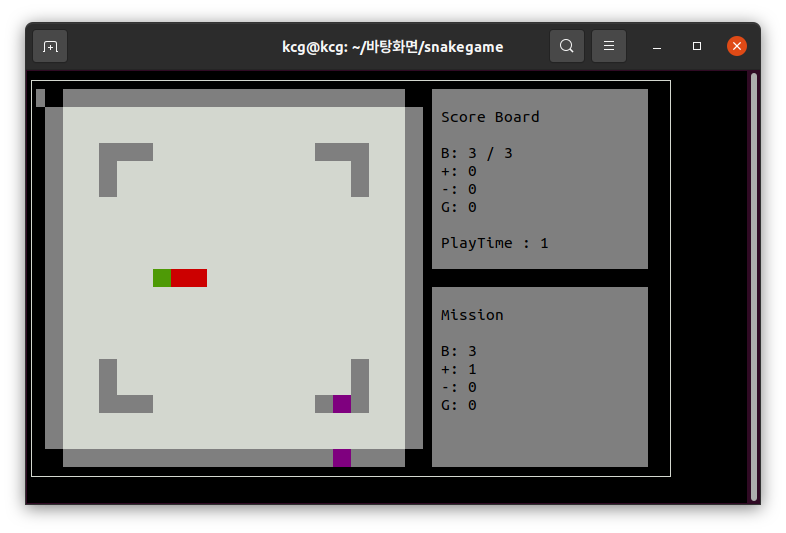 kcg@kcg: ~/바탕화면/snakegame
Score Board
B: 3 / 3
+: 0
-: 0
G: 0
PlayTime : 1
Mission
B: 3
+: 1
-: 0
G: 0